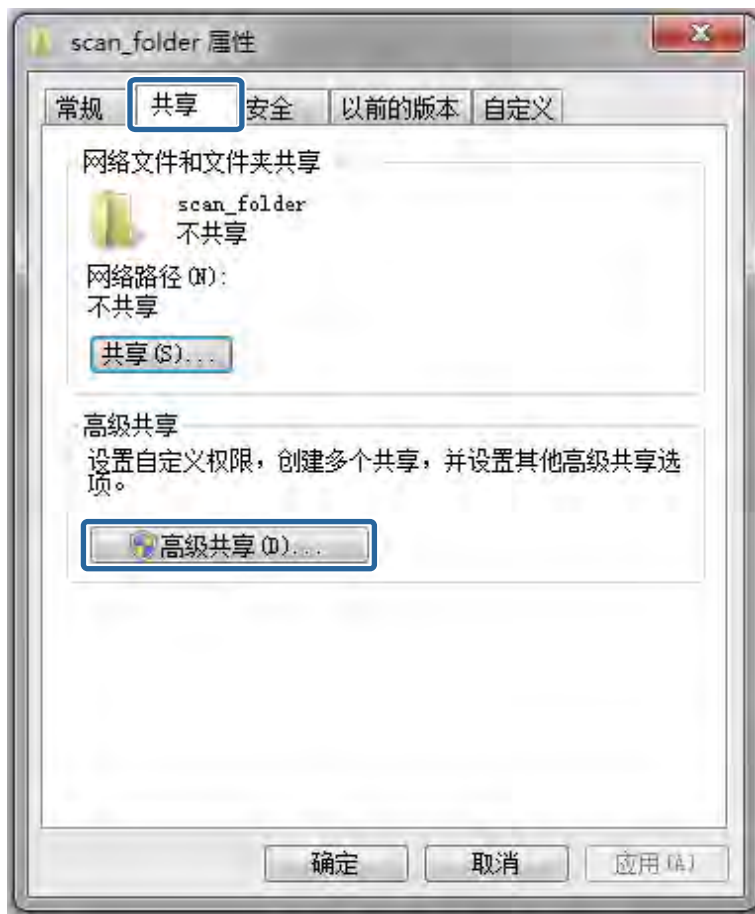 scan_folder 属性
常规 共享 安全 以前的版本 自定义
网络文件和文件夹共享
scan_folder
不共享
网络路径(N):
不共享
共享(S)...
高级共享
设置自定义权限，创建多个共享，并设置其他高级共享选
项。
高级共享(D)...
确定 取消 应用(A)